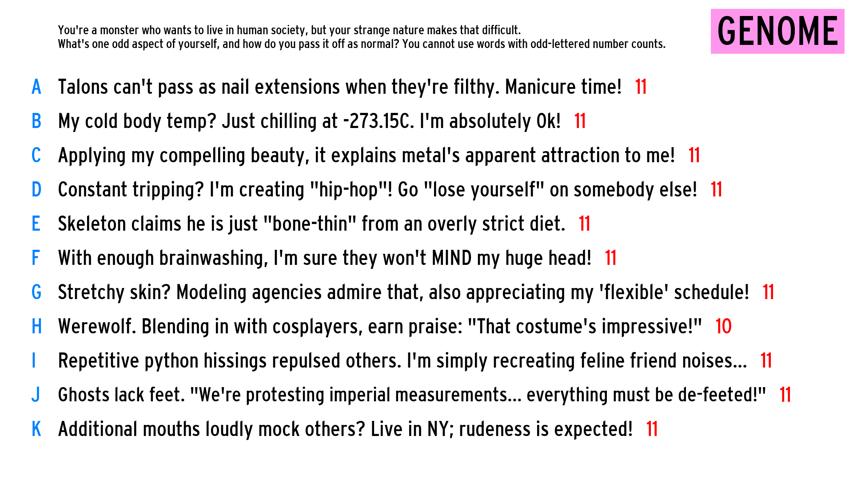 You're a monster who wants to live in human society, but your strange nature makes that difficult.
What's one odd aspect of yourself, and how do you pass it off as normal? You cannot use words with odd-lettered number counts.
GENOME
A Talons can't pass as nail extensions when they're filthy. Manicure time! 11
B My cold body temp? Just chilling at -273.15C. I'm absolutely 0k! 11
C Applying my compelling beauty, it explains metal's apparent attraction to me! 11
D Constant tripping? I'm creating "hip-hop"! Go "lose yourself" on somebody else! 11
E Skeleton claims he is just "bone-thin" from an overly strict diet. 11
F With enough brainwashing, I'm sure they won't MIND my huge head! 11
G Stretchy skin? Modeling agencies admire that, also appreciating my 'flexible' schedule! 11
H Werewolf. Blending in with cosplayers, earn praise: "That costume's impressive!" 10
I Repetitive python hissings repulsed others. I'm simply recreating feline friend noises... 11
J Ghosts lack feet. "We're protesting imperial measurements... everything must be de-feeted!" 11
K Additional mouths loudly mock others? Live in NY; rudeness is expected! 11